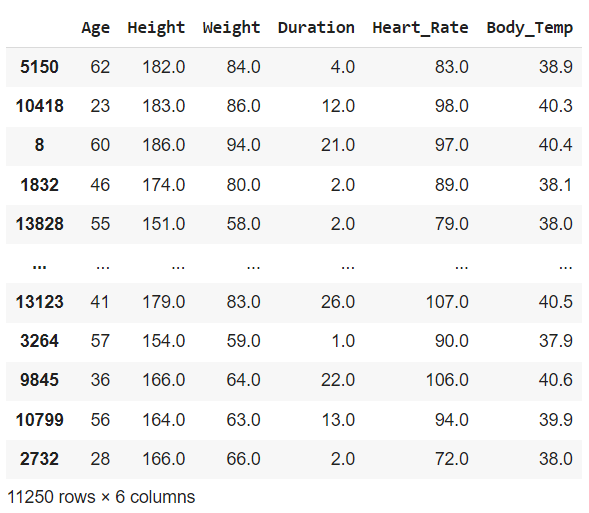 Age Height Weight Duration Heart_Rate Body_Temp
5150 62 182.0 84.0 4.0 83.0 38.9
10418 23 183.0 86.0 12.0 98.0 40.3
8 60 186.0 94.0 21.0 97.0 40.4
1832 46 174.0 80.0 2.0 89.0 38.1
13828 55 151.0 58.0 2.0 79.0 38.0
... ... ... ... ... ... ...
13123 41 179.0 83.0 26.0 107.0 40.5
3264 57 154.0 59.0 1.0 90.0 37.9
9845 36 166.0 64.0 22.0 106.0 40.6
10799 56 164.0 63.0 13.0 94.0 39.9
2732 28 166.0 66.0 2.0 72.0 38.0
11250 rows × 6 columns